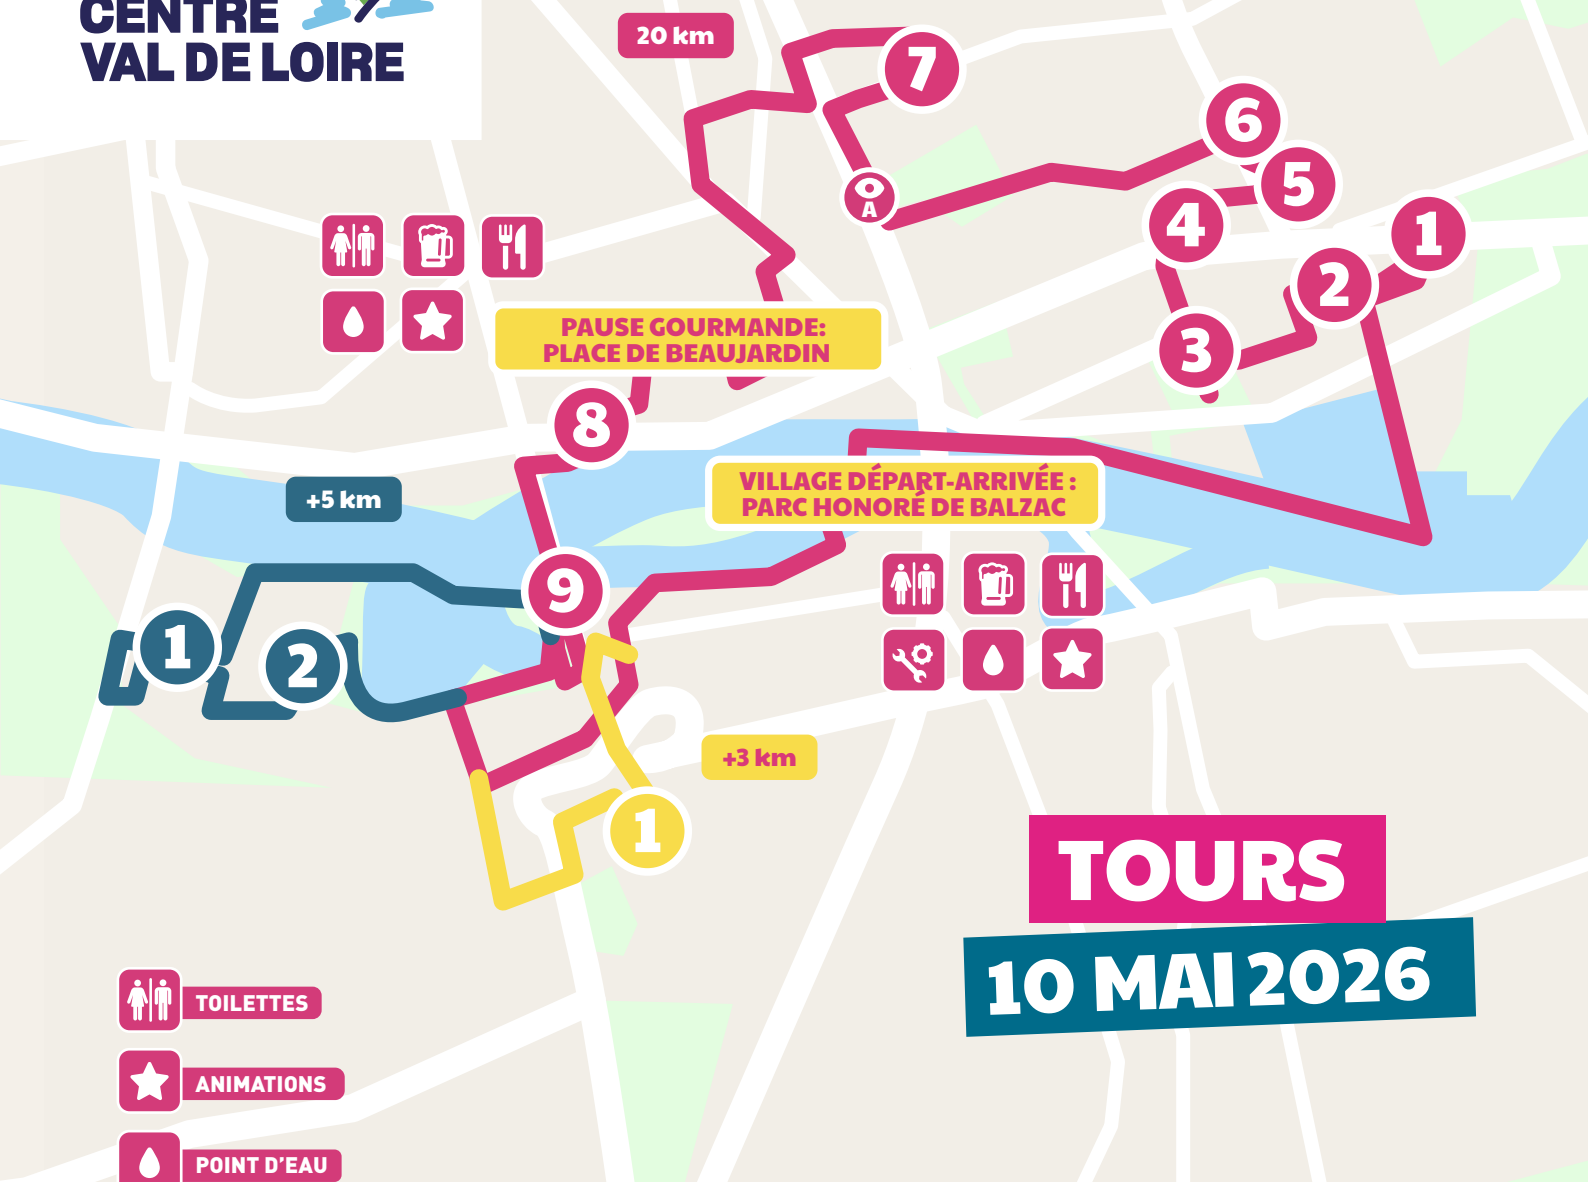 CENTRE
VAL DE LOIRE
20 km
7
6
5
A
4
1
2
3
PAUSE GOURMANDE:
PLACE DE BEAUJARDIN
8
VILLAGE DÉPART-ARRIVÉE :
PARC HONORÉ DE BALZAC
+5 km
9
1
2
+3 km
1
TOURS
10 MAI 2026
TOILETTES
ANIMATIONS
POINT D'EAU